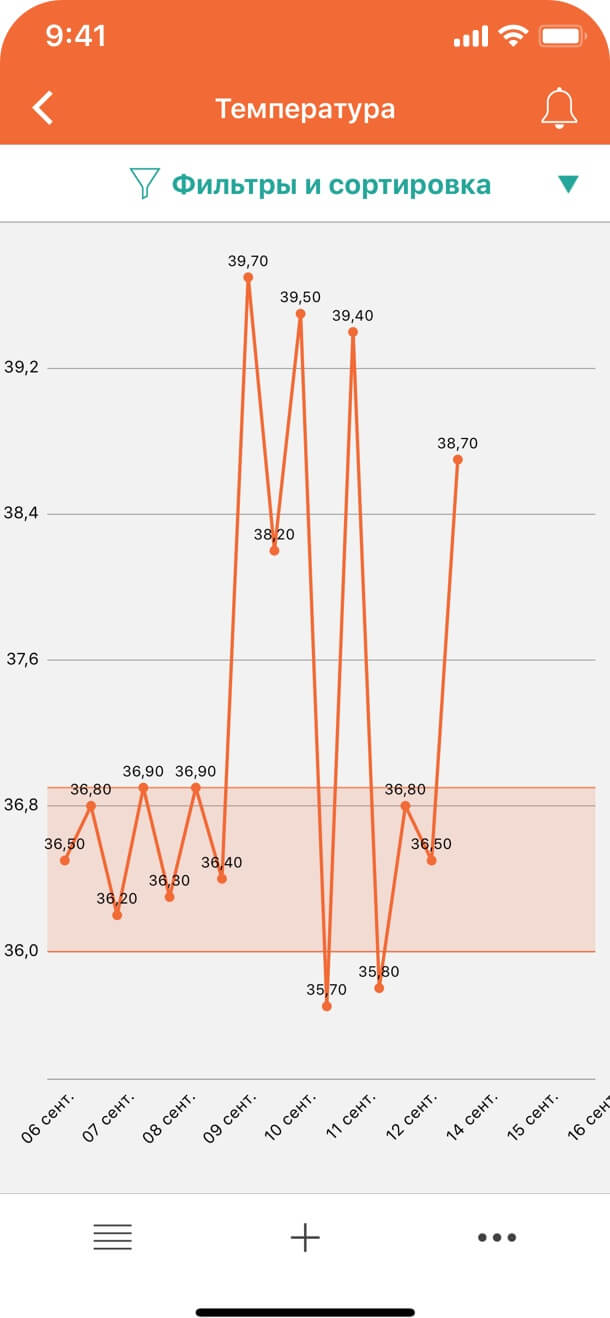 9:41
Температура
Фильтры и сортировка
39,70
39,50
39,40
39,2
38,70
38,4
38,20
37,6
36,90
36,90
36,80
36,80
36,8
36,50
36,50
36,40
36,30
36,20
36,0
35,80
35,70
06 сент.
07 сент.
08 сент.
09 сент.
10 сент.
11 сент.
12 сент.
14 сент.
15 сент.
16 сент